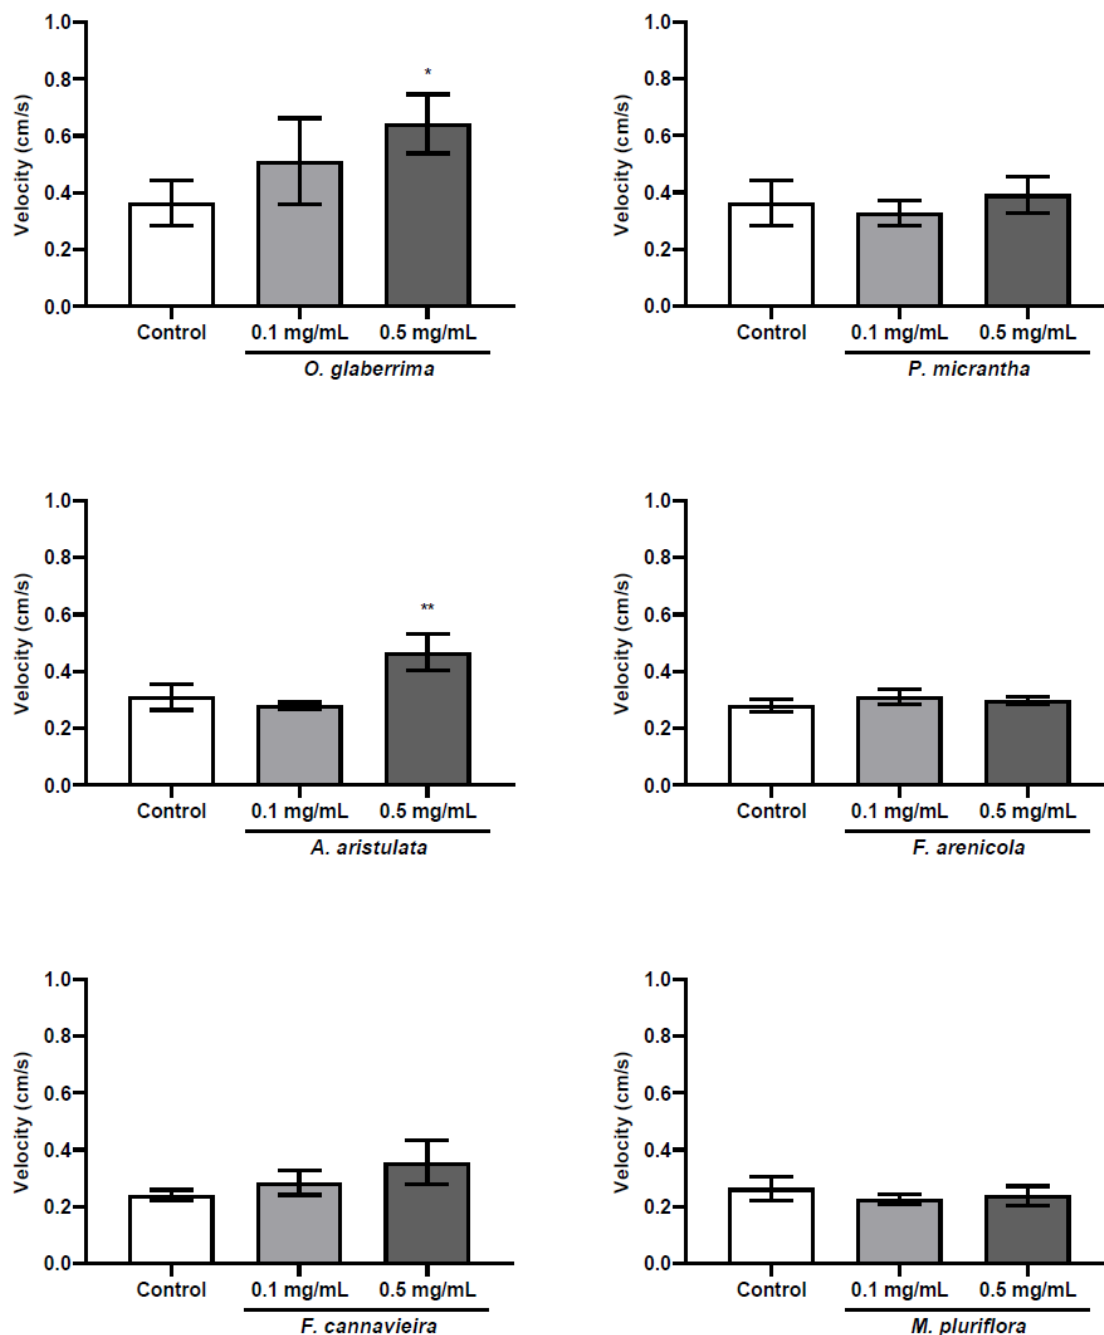 1.0
0.8
0.6
0.4
0.2
0.0
Velocity (cm/s)
*
Control 0.1 mg/mL 0.5 mg/mL
O. glaberrima
1.0
0.8
0.6
0.4
0.2
0.0
Velocity (cm/s)
Control 0.1 mg/mL 0.5 mg/mL
P. micrantha
1.0
0.8
0.6
0.4
0.2
0.0
Velocity (cm/s)
**
Control 0.1 mg/mL 0.5 mg/mL
A. aristulata
1.0
0.8
0.6
0.4
0.2
0.0
Velocity (cm/s)
Control 0.1 mg/mL 0.5 mg/mL
F. arenicola
1.0
0.8
0.6
0.4
0.2
0.0
Velocity (cm/s)
Control 0.1 mg/mL 0.5 mg/mL
F. cannavieira
1.0
0.8
0.6
0.4
0.2
0.0
Velocity (cm/s)
Control 0.1 mg/mL 0.5 mg/mL
M. pluriflora